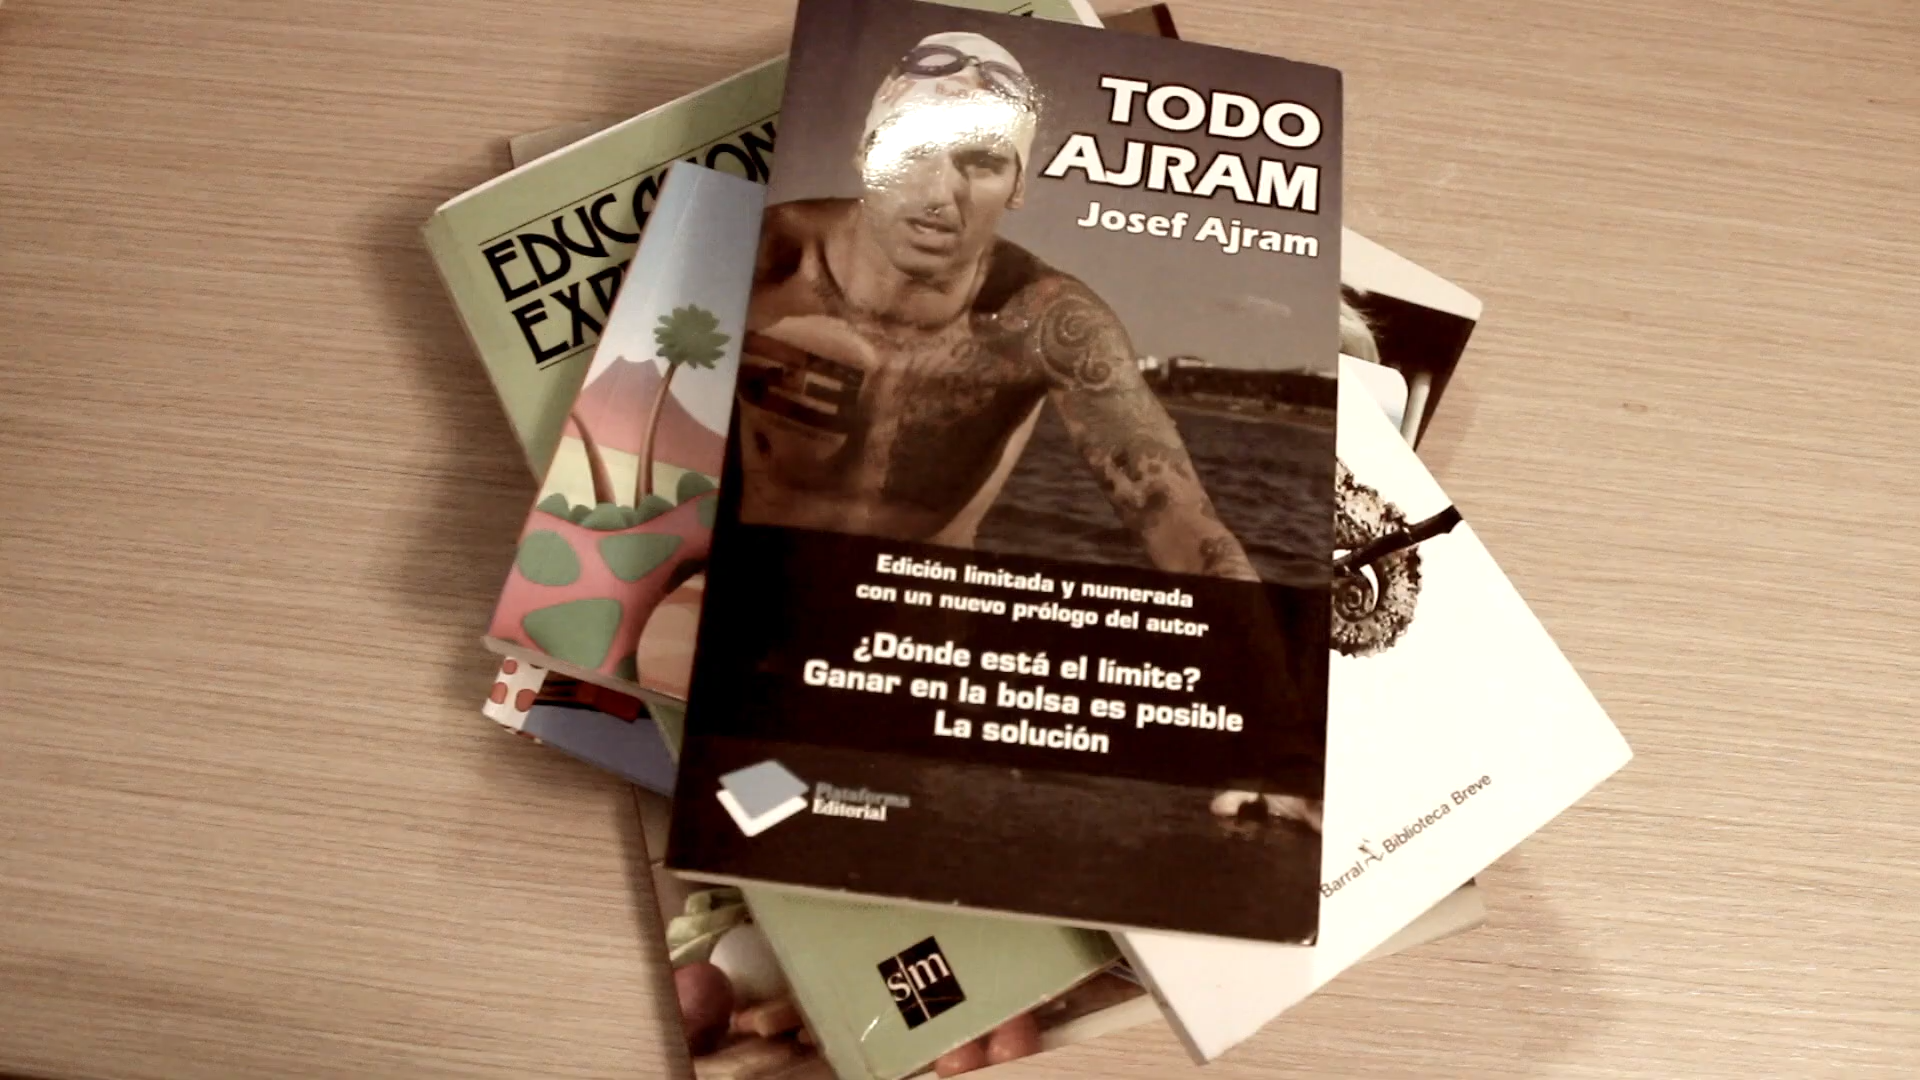 TODO
AJRAM
Josef Ajram
Edición limitada y numerada
con un nuevo prólogo del autor
¿Dónde está el límite?
Ganar en la bolsa es posible
La solución
Plataforma
Editorial
Barral Biblioteca Breve
sm